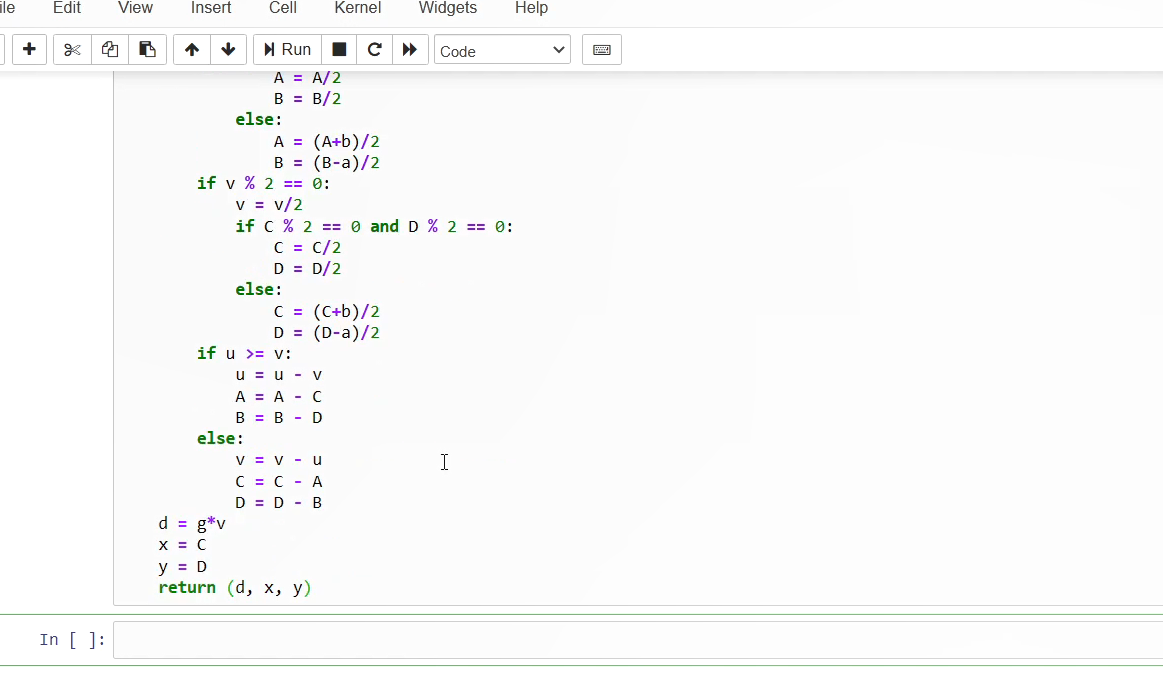 ile Edit View Insert Cell Kernel Widgets Help
Run Code
A = A/2
B = B/2
else:
A = (A+b)/2
B = (B-a)/2
if v % 2 == 0:
v = v/2
if C % 2 == 0 and D % 2 == 0:
C = C/2
D = D/2
else:
C = (C+b)/2
D = (D-a)/2
if u >= v:
u = u - v
A = A - C
B = B - D
else:
v = v - u
C = C - A
D = D - B
d = g*v
x = C
y = D
return (d, x, y)
In [ ]: